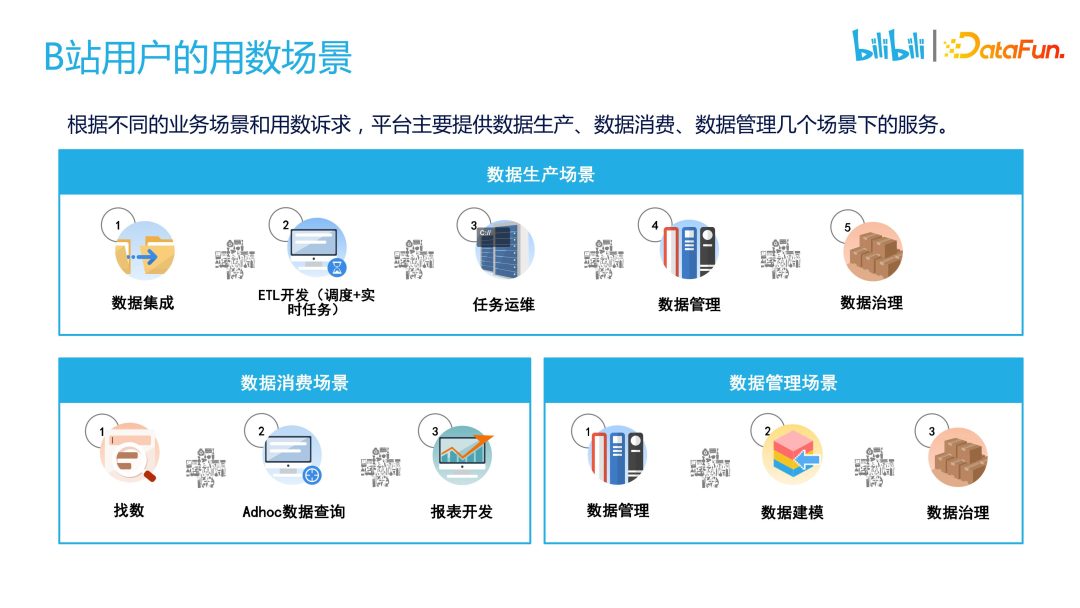 B站用户的用数场景
bilibili
DataFun.
根据不同的业务场景和用数诉求，平台主要提供数据生产、数据消费、数据管理几个场景下的服务。
数据生产场景
1
2
3
4
5
C://
数据集成
ETL开发（调度+实
时任务）
任务运维
数据管理
数据治理
数据消费场景
1
2
3
找数
Adhoc数据查询
报表开发
数据管理场景
1
2
3
数据管理
数据建模
数据治理